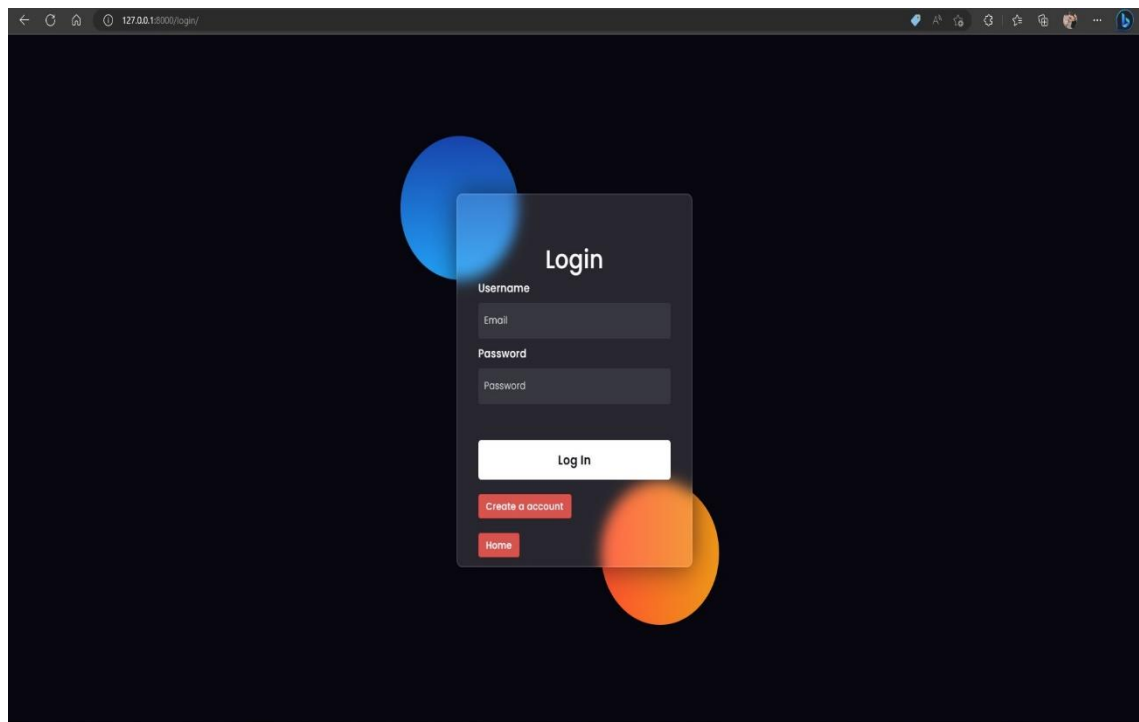 127.0.0.1:8000/login/
Login
Username
Email
Password
Password
Log In
Create a account
Home